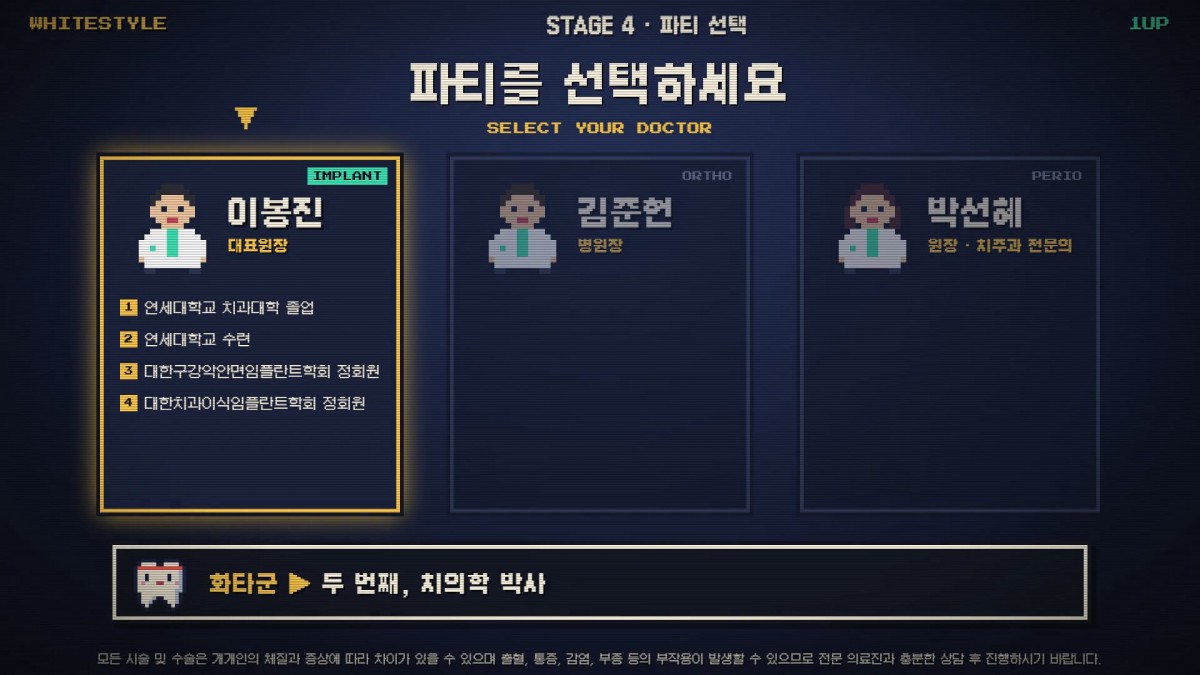 WHITESTYLE
STAGE 4 · 파티 선택
1UP
파티를 선택하세요
SELECT YOUR DOCTOR
IMPLANT
이봉진
대표원장
1 연세대학교 치과대학 졸업
2 연세대학교 수련
3 대한구강악안면임플란트학회 정회원
4 대한치과이식임플란트학회 정회원
ORTHO
김준헌
병원장
PERIO
박선혜
원장 · 치주과 전문의
화타군 ▶ 두 번째, 치의학 박사
모든 시술 및 수술은 개개인의 체질과 증상에 따라 차이가 있을 수 있으며 출혈, 통증, 감염, 부종 등의 부작용이 발생할 수 있으므로 전문 의료진과 충분한 상담 후 진행하시기 바랍니다.